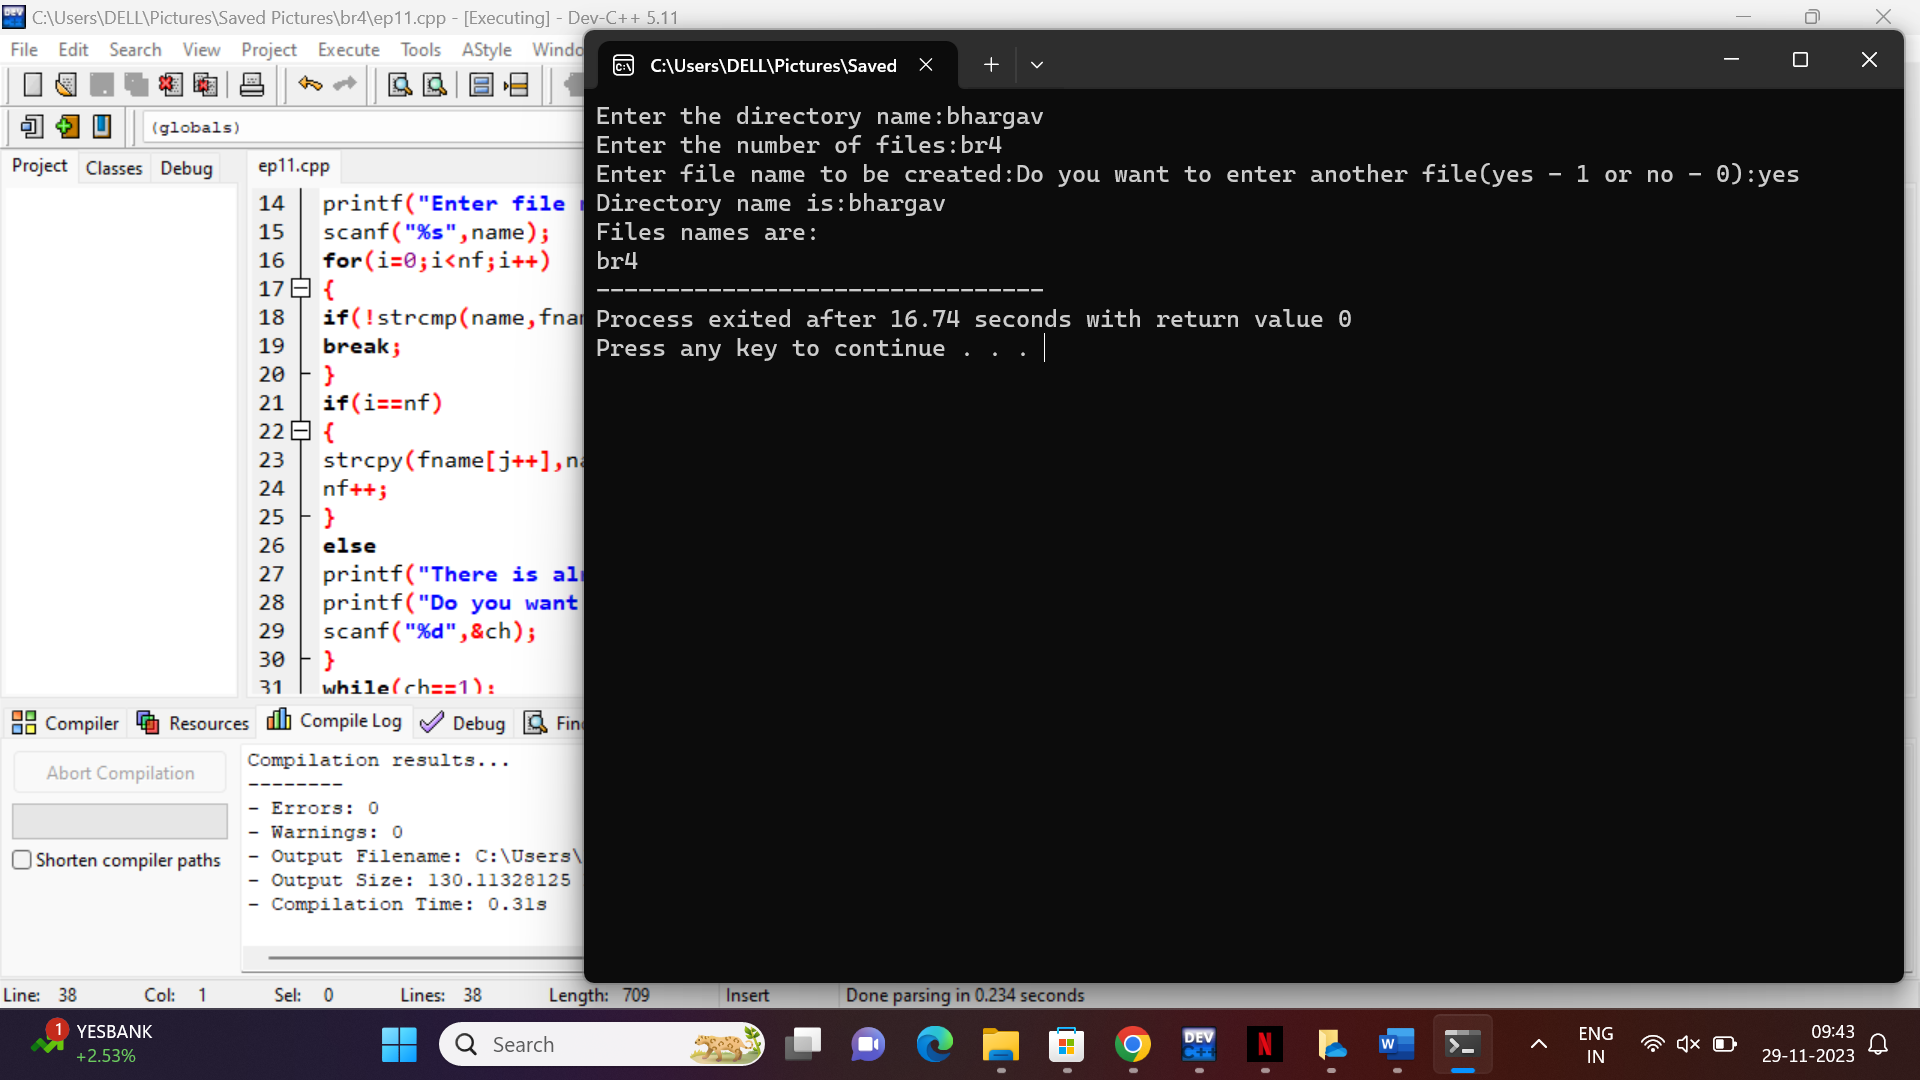 C:\Users\DELL\Pictures\Saved Pictures\br4\ep11.cpp - [Executing] - Dev-C++ 5.11
File Edit Search View Project Execute Tools AStyle Windo
(globals)
Project Classes Debug
ep11.cpp
14 printf("Enter file
15 scanf("%s",name);
16 for(i=0;i<nf;i++)
17 {
18 if(!strcmp(name,fna
19 break;
20 }
21 if(i==nf)
22 {
23 strcpy(fname[j++],na
24 nf++;
25 }
26 else
27 printf("There is al
28 printf("Do you want
29 scanf("%d",&ch);
30 }
31 while(ch==1);
C:\Users\DELL\Pictures\Saved
Enter the directory name:bhargav
Enter the number of files:br4
Enter file name to be created:Do you want to enter another file(yes - 1 or no - 0):yes
Directory name is:bhargav
Files names are:
br4
--------------------------------
Process exited after 16.74 seconds with return value 0
Press any key to continue . . .
Compiler Resources Compile Log Debug Fin
Abort Compilation
Shorten compiler paths
Compilation results...
--------
- Errors: 0
- Warnings: 0
- Output Filename: C:\Users\
- Output Size: 130.11328125
- Compilation Time: 0.31s
Line: 38 Col: 1 Sel: 0 Lines: 38 Length: 709 Insert Done parsing in 0.234 seconds
1
YESBANK
+2.53%
Search
DEV
C++
N
W
ENG
IN
09:43
29-11-2023